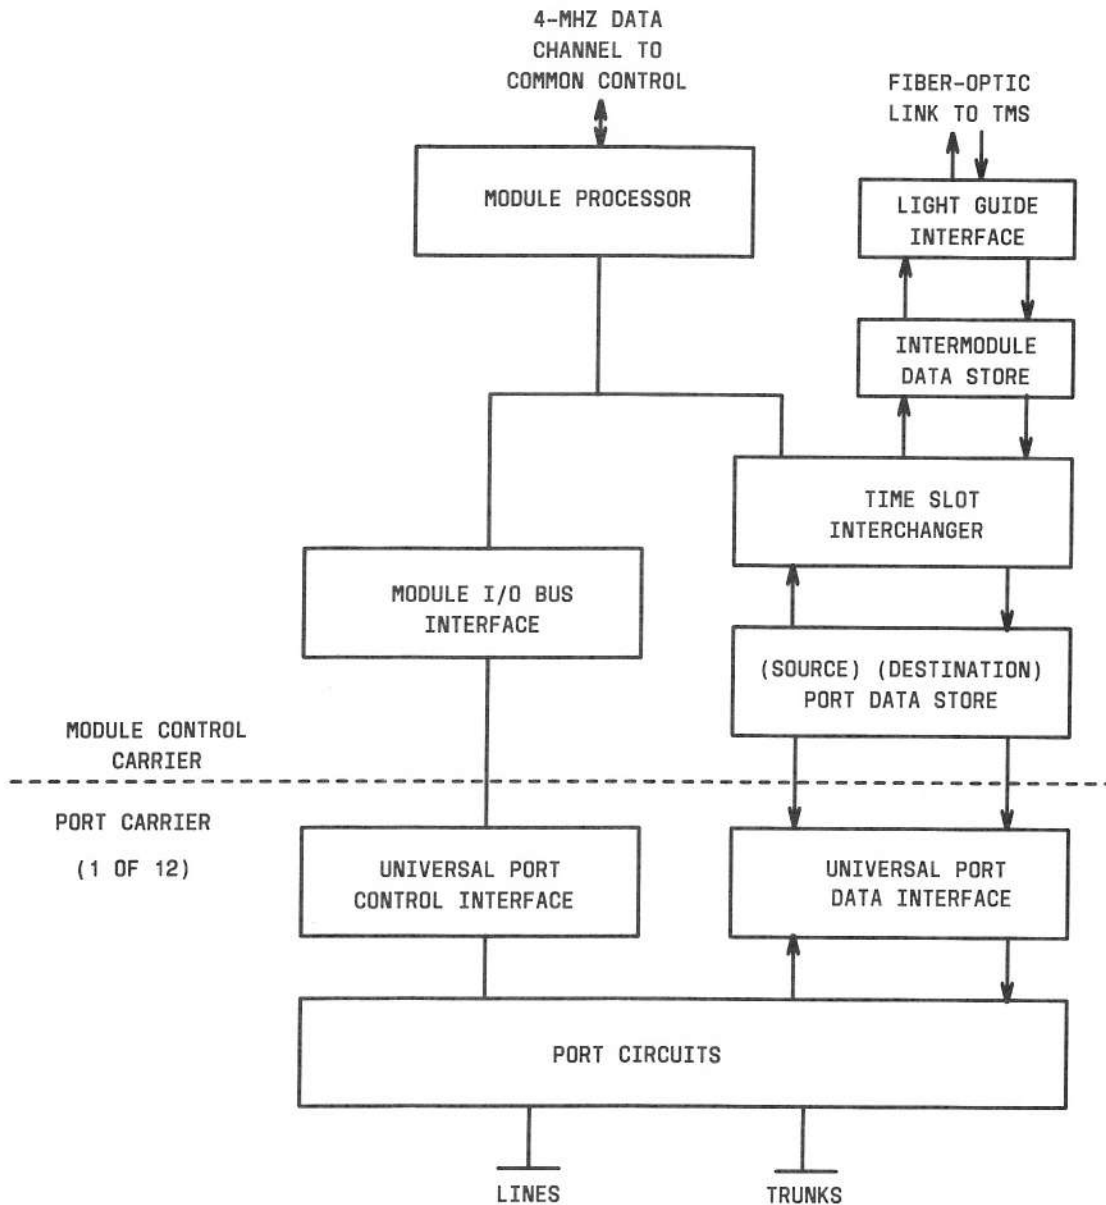 4-MHZ DATA
CHANNEL TO
COMMON CONTROL
FIBER-OPTIC
LINK TO TMS
MODULE PROCESSOR
LIGHT GUIDE
INTERFACE
INTERMODULE
DATA STORE
TIME SLOT
INTERCHANGER
MODULE I/O BUS
INTERFACE
(SOURCE) (DESTINATION)
PORT DATA STORE
MODULE CONTROL
CARRIER
PORT CARRIER
(1 OF 12)
UNIVERSAL PORT
CONTROL INTERFACE
UNIVERSAL PORT
DATA INTERFACE
PORT CIRCUITS
LINES
TRUNKS